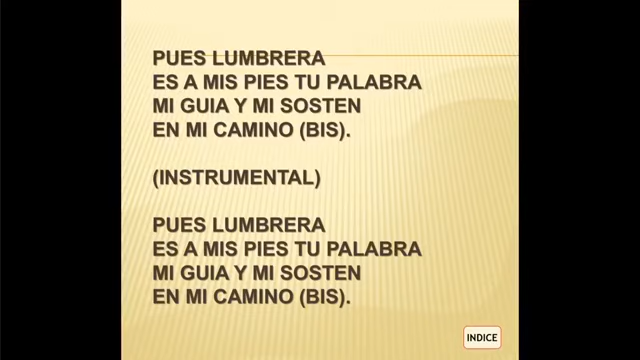 PUES LUMBRERA
ES A MIS PIES TU PALABRA
MI GUIA Y MI SOSTEN
EN MI CAMINO (BIS).
(INSTRUMENTAL)
PUES LUMBRERA
ES A MIS PIES TU PALABRA
MI GUIA Y MI SOSTEN
EN MI CAMINO (BIS).
INDICE